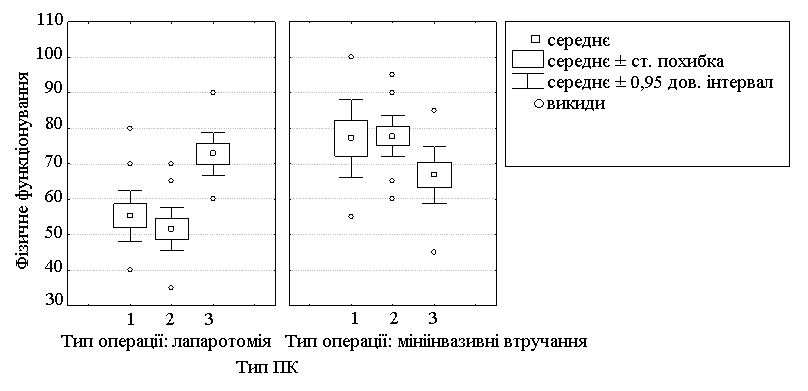 110
100
90
80
70
60
50
40
30
Фізичне функціонування
1 2 3
1 2 3
Тип операції: лапаротомія
Тип операції: мініінвазивні втручання
Тип ПК
середнє
середнє ± ст. похибка
середнє ± 0,95 дов. інтервал
викиди